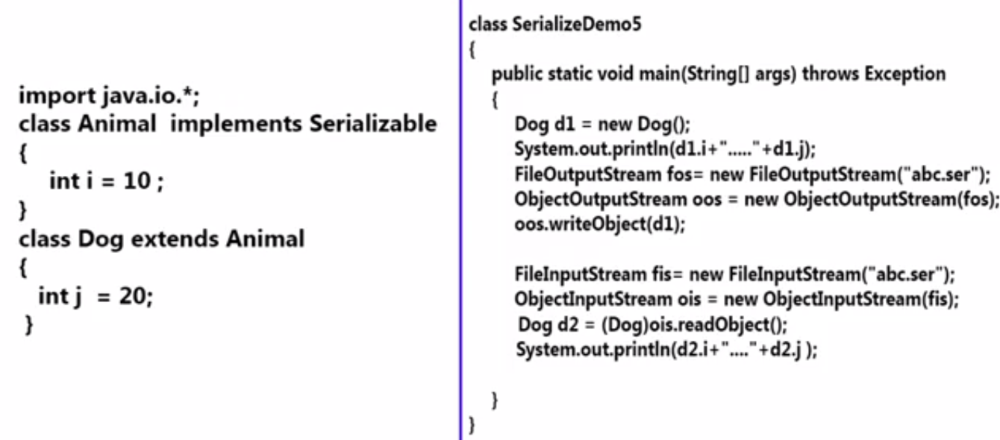 import java.io.*;
class Animal  implements Serializable
{
    int i = 10 ;
}
class Dog extends Animal
{
   int j  = 20;
 }
class SerializeDemo5
{
   public static void main(String[] args) throws Exception
   {
      Dog d1 = new Dog();
      System.out.println(d1.i+"....."+d1.j);
      FileOutputStream fos= new FileOutputStream("abc.ser");
      ObjectOutputStream oos = new ObjectOutputStream(fos);
      oos.writeObject(d1);

      FileInputStream fis= new FileInputStream("abc.ser");
      ObjectInputStream ois = new ObjectInputStream(fis);
      Dog d2 = (Dog)ois.readObject();
      System.out.println(d2.i+"...."+d2.j );

   }
}